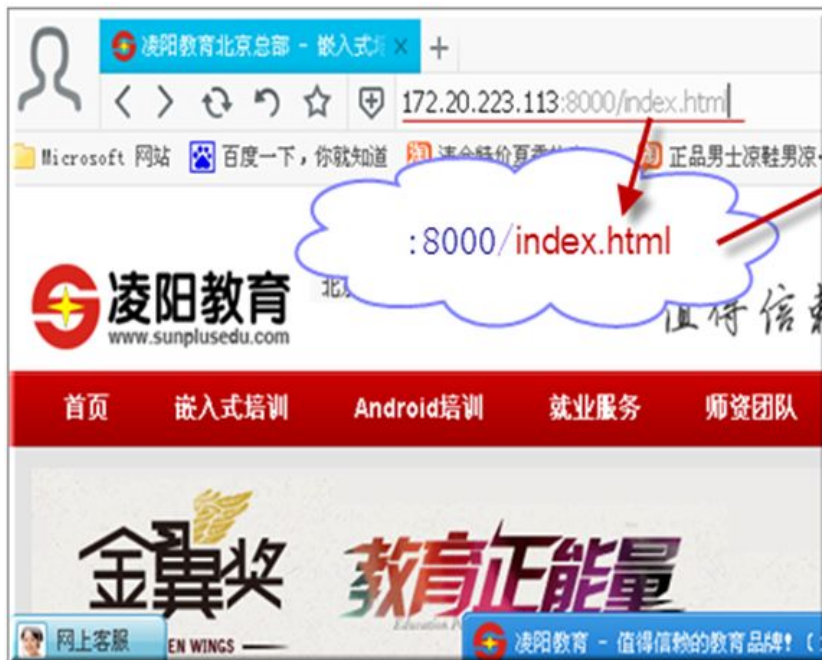 凌阳教育北京总部 - 嵌入式
172.20.223.113:8000/index.html
Microsoft 网站 百度一下，你就知道 正品男士凉鞋男凉
:8000/index.html
凌阳教育
www.sunplusedu.com
值得信
首页 嵌入式培训 Android培训 就业服务 师资团队
金翼奖 教育正能量
网上客服 EN WINGS 凌阳教育 - 值得信赖的教育品牌！（